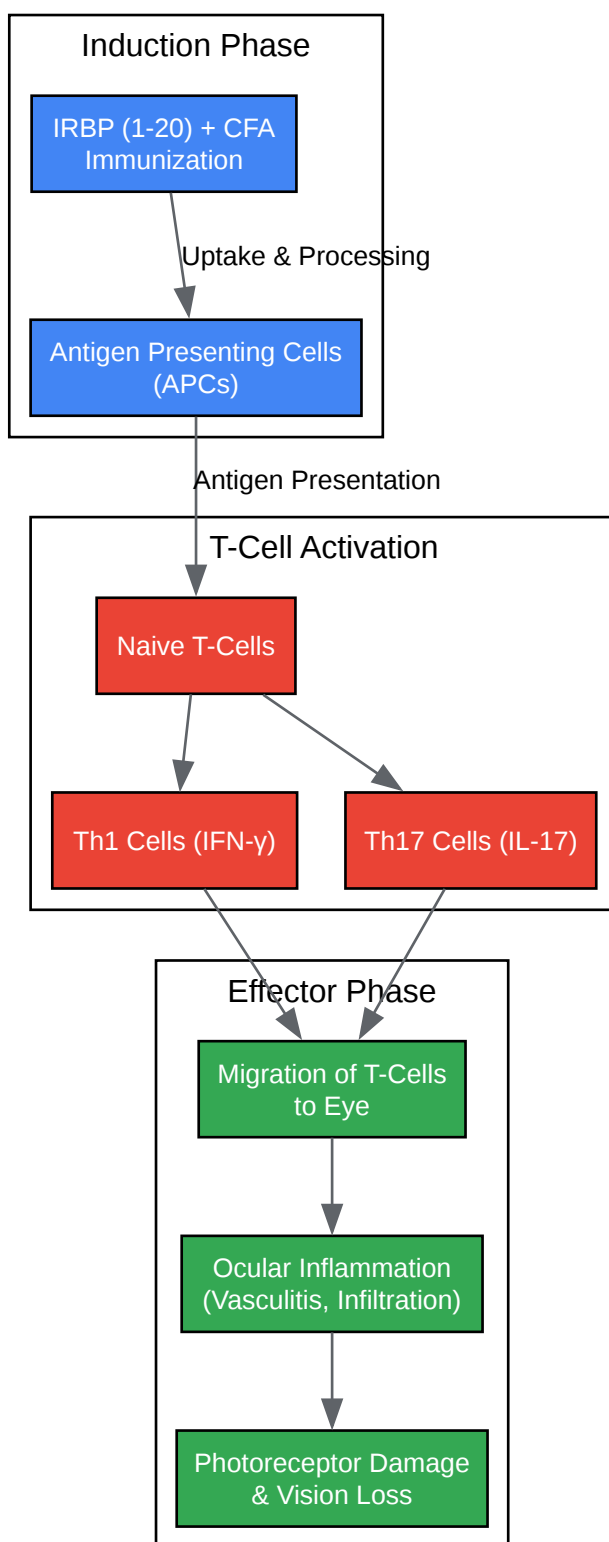 Induction Phase
IRBP (1-20) + CFA
Immunization
Uptake & Processing
Antigen Presenting Cells
(APCs)
Antigen Presentation
T-Cell Activation
Naive T-Cells
Th1 Cells (IFN-γ)
Th17 Cells (IL-17)
Effector Phase
Migration of T-Cells
to Eye
Ocular Inflammation
(Vasculitis, Infiltration)
Photoreceptor Damage
& Vision Loss